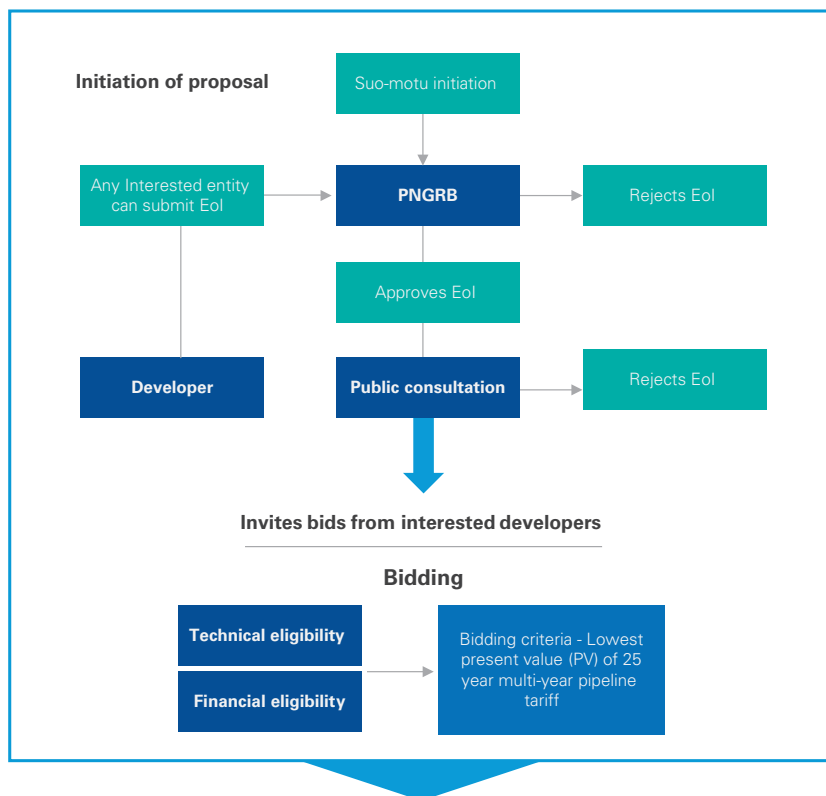 Initiation of proposal
Suo-motu initiation
Any Interested entity
can submit EoI
PNGRB
Rejects EoI
Approves EoI
Developer
Public consultation
Rejects EoI
Invites bids from interested developers
Bidding
Technical eligibility
Financial eligibility
Bidding criteria - Lowest
present value (PV) of 25
year multi-year pipeline
tariff